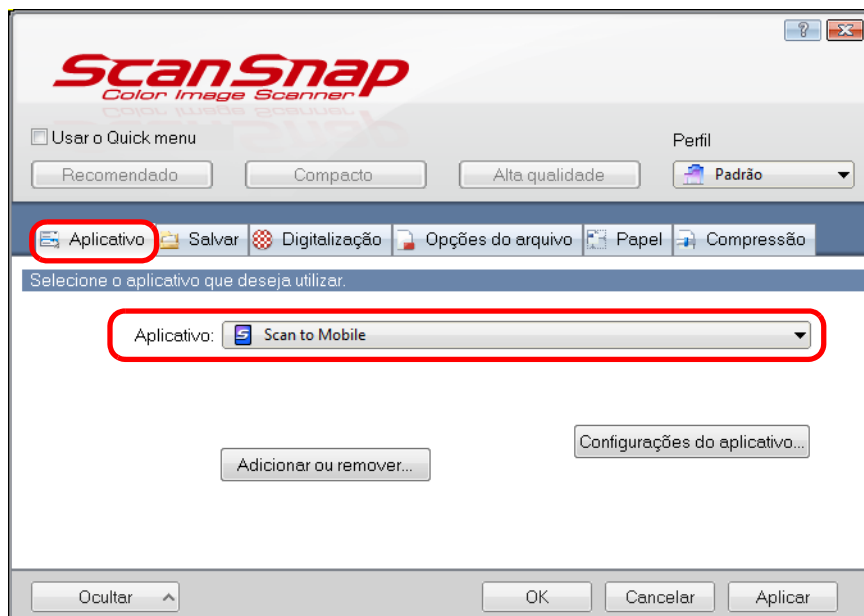 ScanSnap
Color Image Scanner
Usar o Quick menu
Perfil
Recomendado Compacto Alta qualidade Padrão
Aplicativo Salvar Digitalização Opções do arquivo Papel Compressão
Selecione o aplicativo que deseja utilizar.
Aplicativo: Scan to Mobile
Configurações do aplicativo...
Adicionar ou remover...
Ocultar OK Cancelar Aplicar